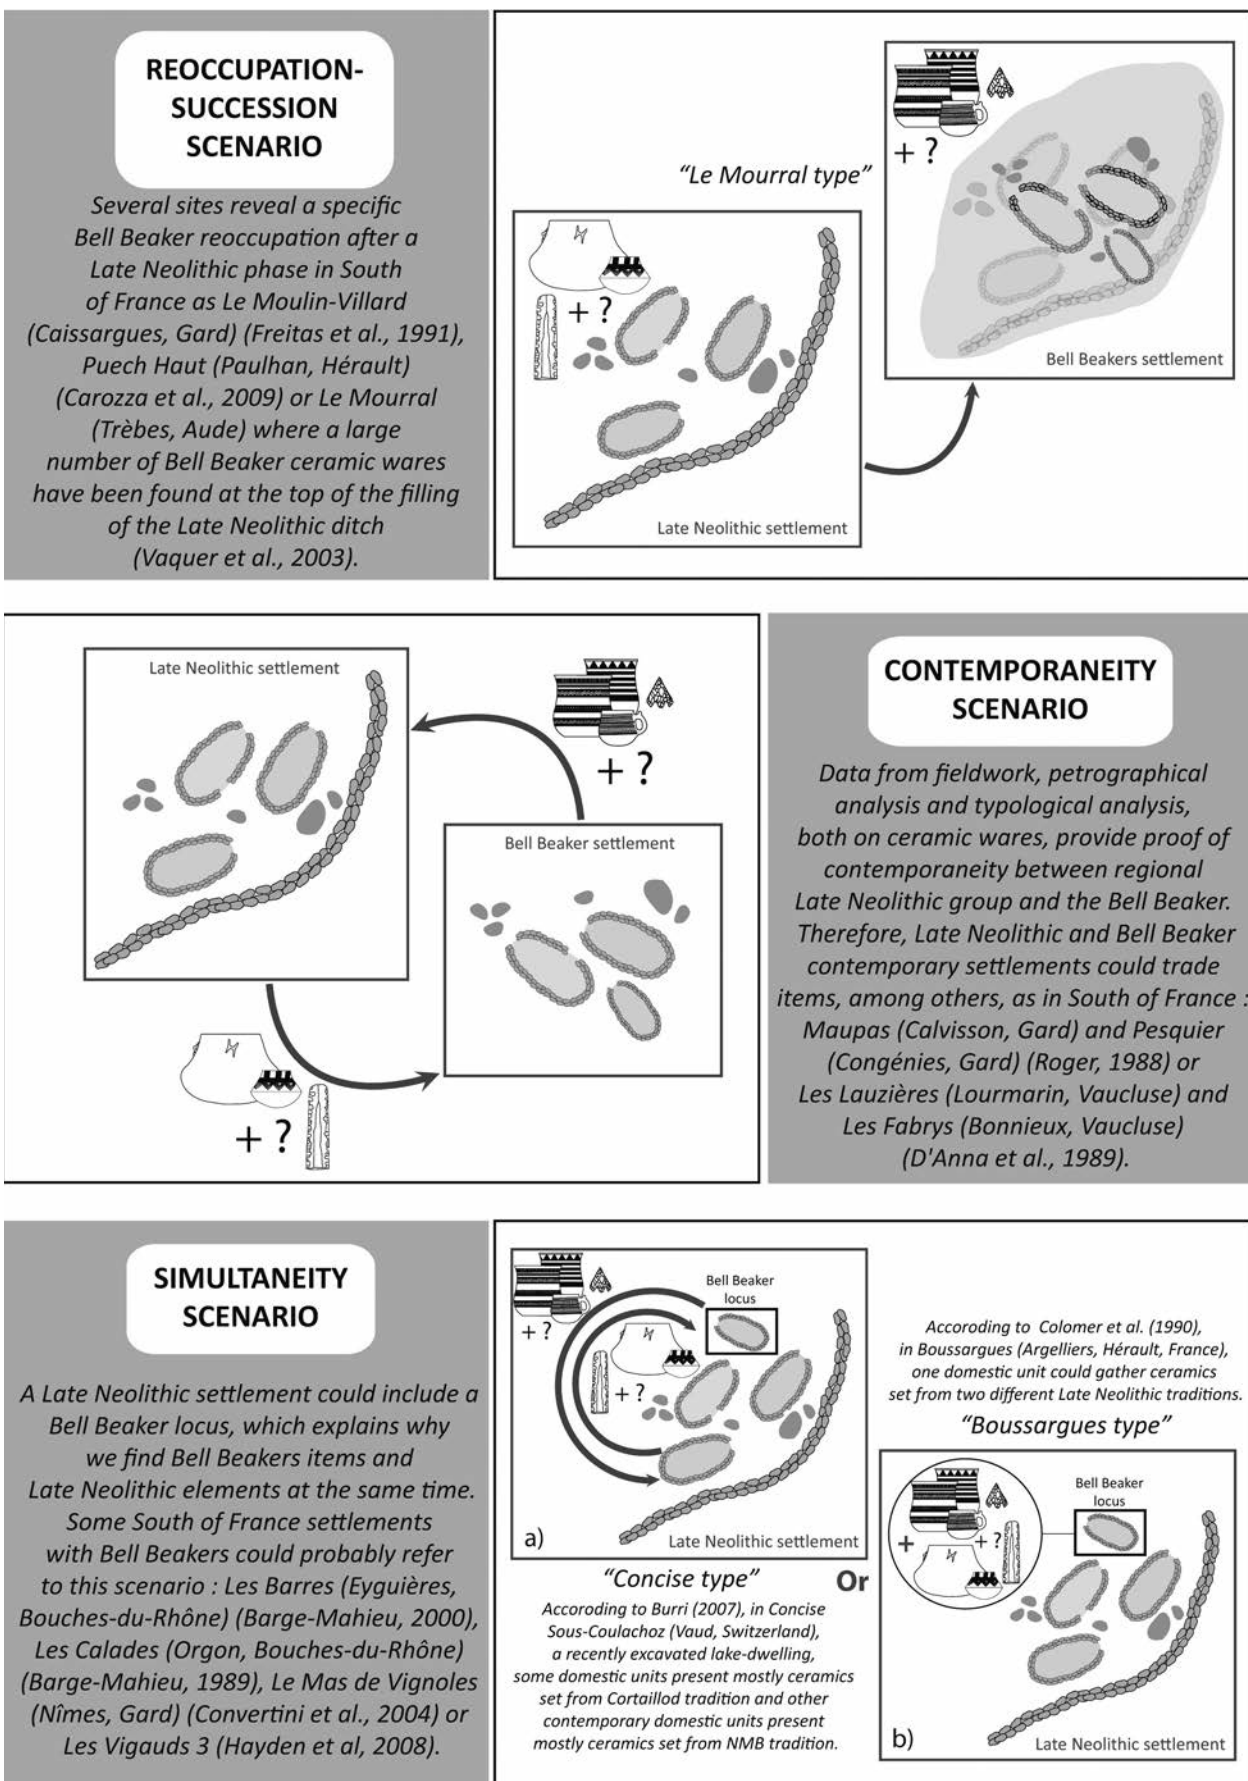 REOCCUPATION-
SUCCESSION
SCENARIO
Several sites reveal a specific
Bell Beaker reoccupation after a
Late Neolithic phase in South
of France as Le Moulin-Villard
(Caissargues, Gard) (Freitas et al., 1991),
Puech Haut (Paulhan, Hérault)
(Carozza et al., 2009) or Le Mourral
(Trèbes, Aude) where a large
number of Bell Beaker ceramic wares
have been found at the top of the filling
of the Late Neolithic ditch
(Vaquer et al., 2003).
“Le Mourral type”
+ ?
Late Neolithic settlement
+ ?
Bell Beakers settlement
Late Neolithic settlement
+ ?
Bell Beaker settlement
+ ?
CONTEMPORANEITY
SCENARIO
Data from fieldwork, petrographical
analysis and typological analysis,
both on ceramic wares, provide proof of
contemporaneity between regional
Late Neolithic group and the Bell Beaker.
Therefore, Late Neolithic and Bell Beaker
contemporary settlements could trade
items, among others, as in South of France :
Maupas (Calvisson, Gard) and Pesquier
(Congénies, Gard) (Roger, 1988) or
Les Lauzières (Lourmarin, Vaucluse) and
Les Fabrys (Bonnieux, Vaucluse)
(D'Anna et al., 1989).
SIMULTANEITY
SCENARIO
A Late Neolithic settlement could include a
Bell Beaker locus, which explains why
we find Bell Beakers items and
Late Neolithic elements at the same time.
Some South of France settlements
with Bell Beakers could probably refer
to this scenario : Les Barres (Eyguières,
Bouches-du-Rhône) (Barge-Mahieu, 2000),
Les Calades (Orgon, Bouches-du-Rhône)
(Barge-Mahieu, 1989), Le Mas de Vignoles
(Nîmes, Gard) (Convertini et al., 2004) or
Les Vigauds 3 (Hayden et al, 2008).
Bell Beaker
locus
+ ?
+ ?
a)
Late Neolithic settlement
“Concise type”
Or
Accoroding to Burri (2007), in Concise
Sous-Coulachoz (Vaud, Switzerland),
a recently excavated lake-dwelling,
some domestic units present mostly ceramics
set from Cortaillod tradition and other
contemporary domestic units present
mostly ceramics set from NMB tradition.
Accoroding to Colomer et al. (1990),
in Boussargues (Argelliers, Hérault, France),
one domestic unit could gather ceramics
set from two different Late Neolithic traditions.
“Boussargues type”
Bell Beaker
locus
+
+ ?
b)
Late Neolithic settlement